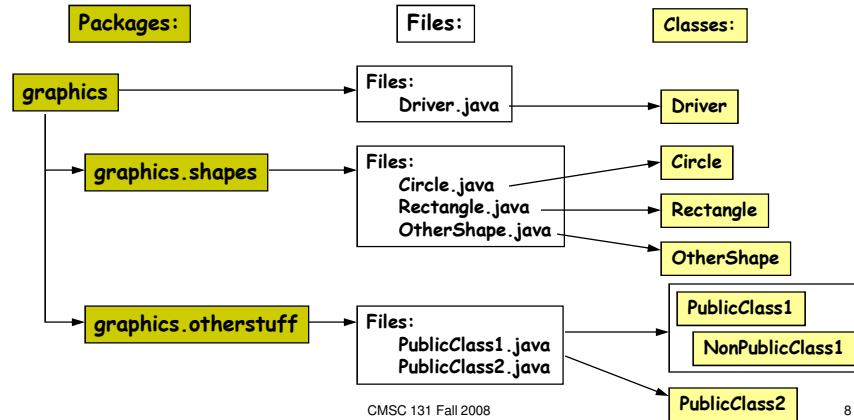 Packages:
Files:
Classes:
graphics
Files:
Driver.java
Driver
graphics.shapes
Files:
Circle.java
Rectangle.java
OtherShape.java
Circle
Rectangle
OtherShape
graphics.otherstuff
Files:
PublicClass1.java
PublicClass2.java
PublicClass1
NonPublicClass1
PublicClass2
CMSC 131 Fall 2008
8